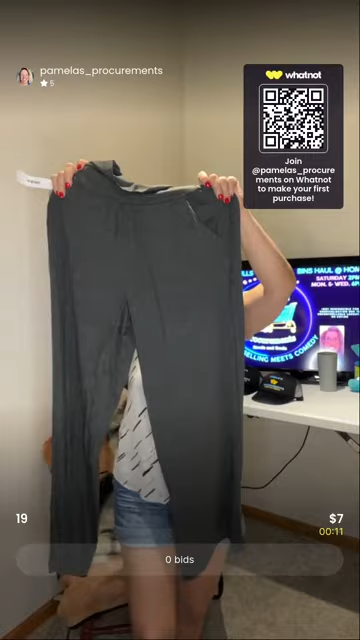 pamelas_procurements
★ 5
whatnot
Join
@pamelas_procure
ments on Whatnot
to make your first
purchase!
BINS HAUL @ HOM
SATURDAY 2PM
MON. & WED.
SELLING MEETS COMEDY
19
$7
00:11
0 bids